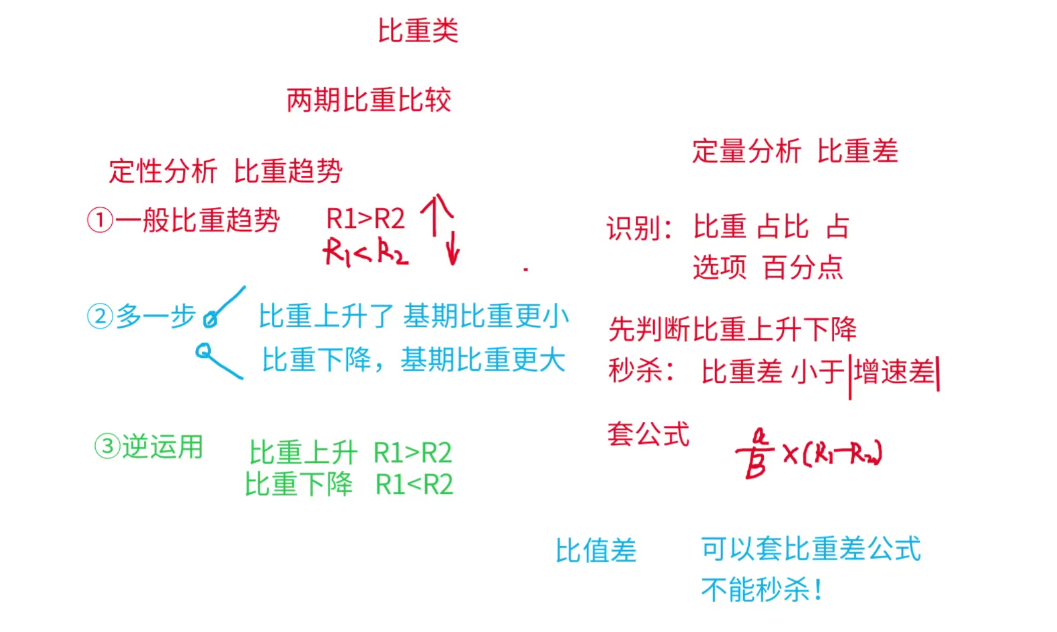 比重类
两期比重比较
定性分析 比重趋势
①一般比重趋势 R1>R2 ↑
R1<R2 ↓
②多一步 比重上升了 基期比重更小
比重下降，基期比重更大
③逆运用 比重上升 R1>R2
比重下降 R1<R2
定量分析 比重差
识别： 比重 占比 占
选项 百分点
先判断比重上升下降
秒杀： 比重差 小于|增速差|
套公式 a/B×(R1-R2)
比值差 可以套比重差公式
不能秒杀！